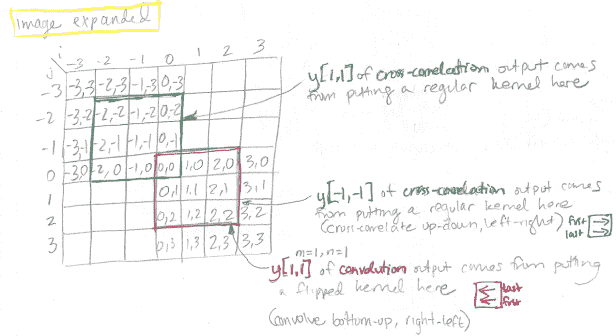 image expanded
i
j
-3 -2 -1 0 1 2 3
-3 -3,-3 -2,-3 -1,-3 0,-3
-2 -3,-2 -2,-2 -1,-2 0,-2
-1 -3,-1 -2,-1 -1,-1 0,-1
0 -3,0 -2,0 -1,0 0,0 1,0 2,0 3,0
1 0,1 1,1 2,1 3,1
2 0,2 1,2 2,2 3,2
3 0,3 1,3 2,3 3,3
y[1,1] of cross-correlation output comes
from putting a regular kernel here
y[-1,-1] of cross-correlation output comes
from putting a regular kernel here
(cross-correlate up-down, left-right) first
last
m=1, n=1
y[1,1] of convolution output comes from putting
a flipped kernel here
last
first
(convolve bottom-up, right-left)